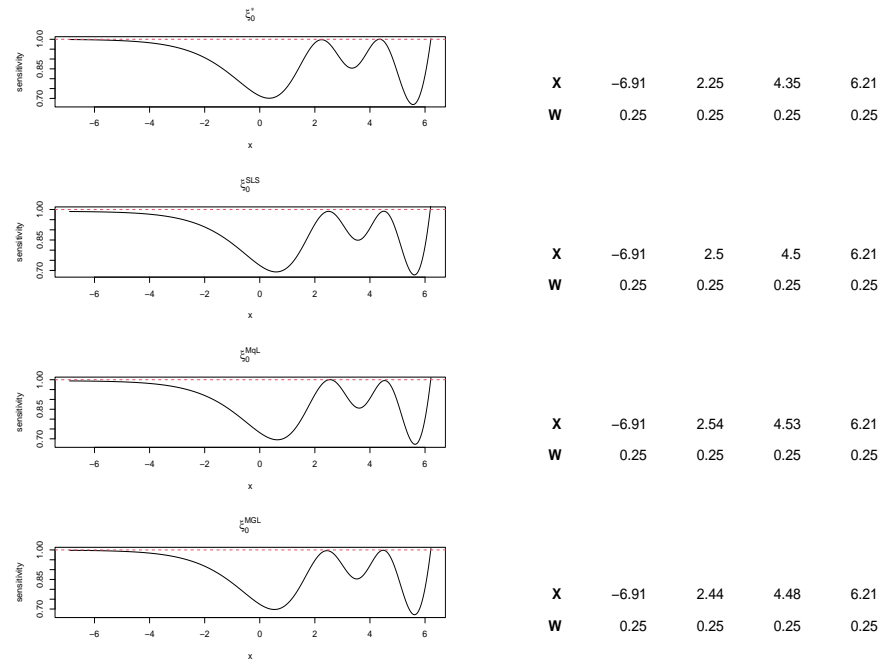 ξ₀*
sensitivity
0.70 0.85 1.00
−6 −4 −2 0 2 4 6
x
X −6.91 2.25 4.35 6.21
W 0.25 0.25 0.25 0.25
ξ₀^SLS
sensitivity
0.70 0.85 1.00
−6 −4 −2 0 2 4 6
x
X −6.91 2.5 4.5 6.21
W 0.25 0.25 0.25 0.25
ξ₀^MqL
sensitivity
0.70 0.85 1.00
−6 −4 −2 0 2 4 6
x
X −6.91 2.54 4.53 6.21
W 0.25 0.25 0.25 0.25
ξ₀^MGL
sensitivity
0.70 0.85 1.00
−6 −4 −2 0 2 4 6
x
X −6.91 2.44 4.48 6.21
W 0.25 0.25 0.25 0.25